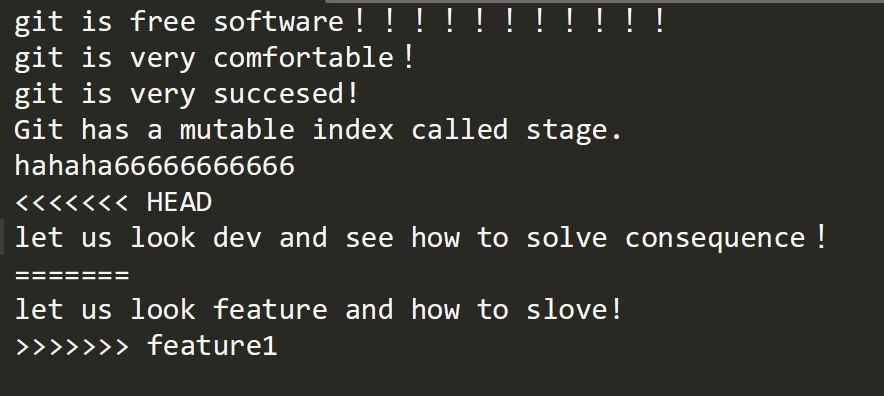 git is free software！！！！！！！！！！！
git is very comfortable！
git is very succesed!
Git has a mutable index called stage.
hahaha66666666666
<<<<<<< HEAD
let us look dev and see how to solve consequence！
=======
let us look feature and how to slove!
>>>>>>> feature1